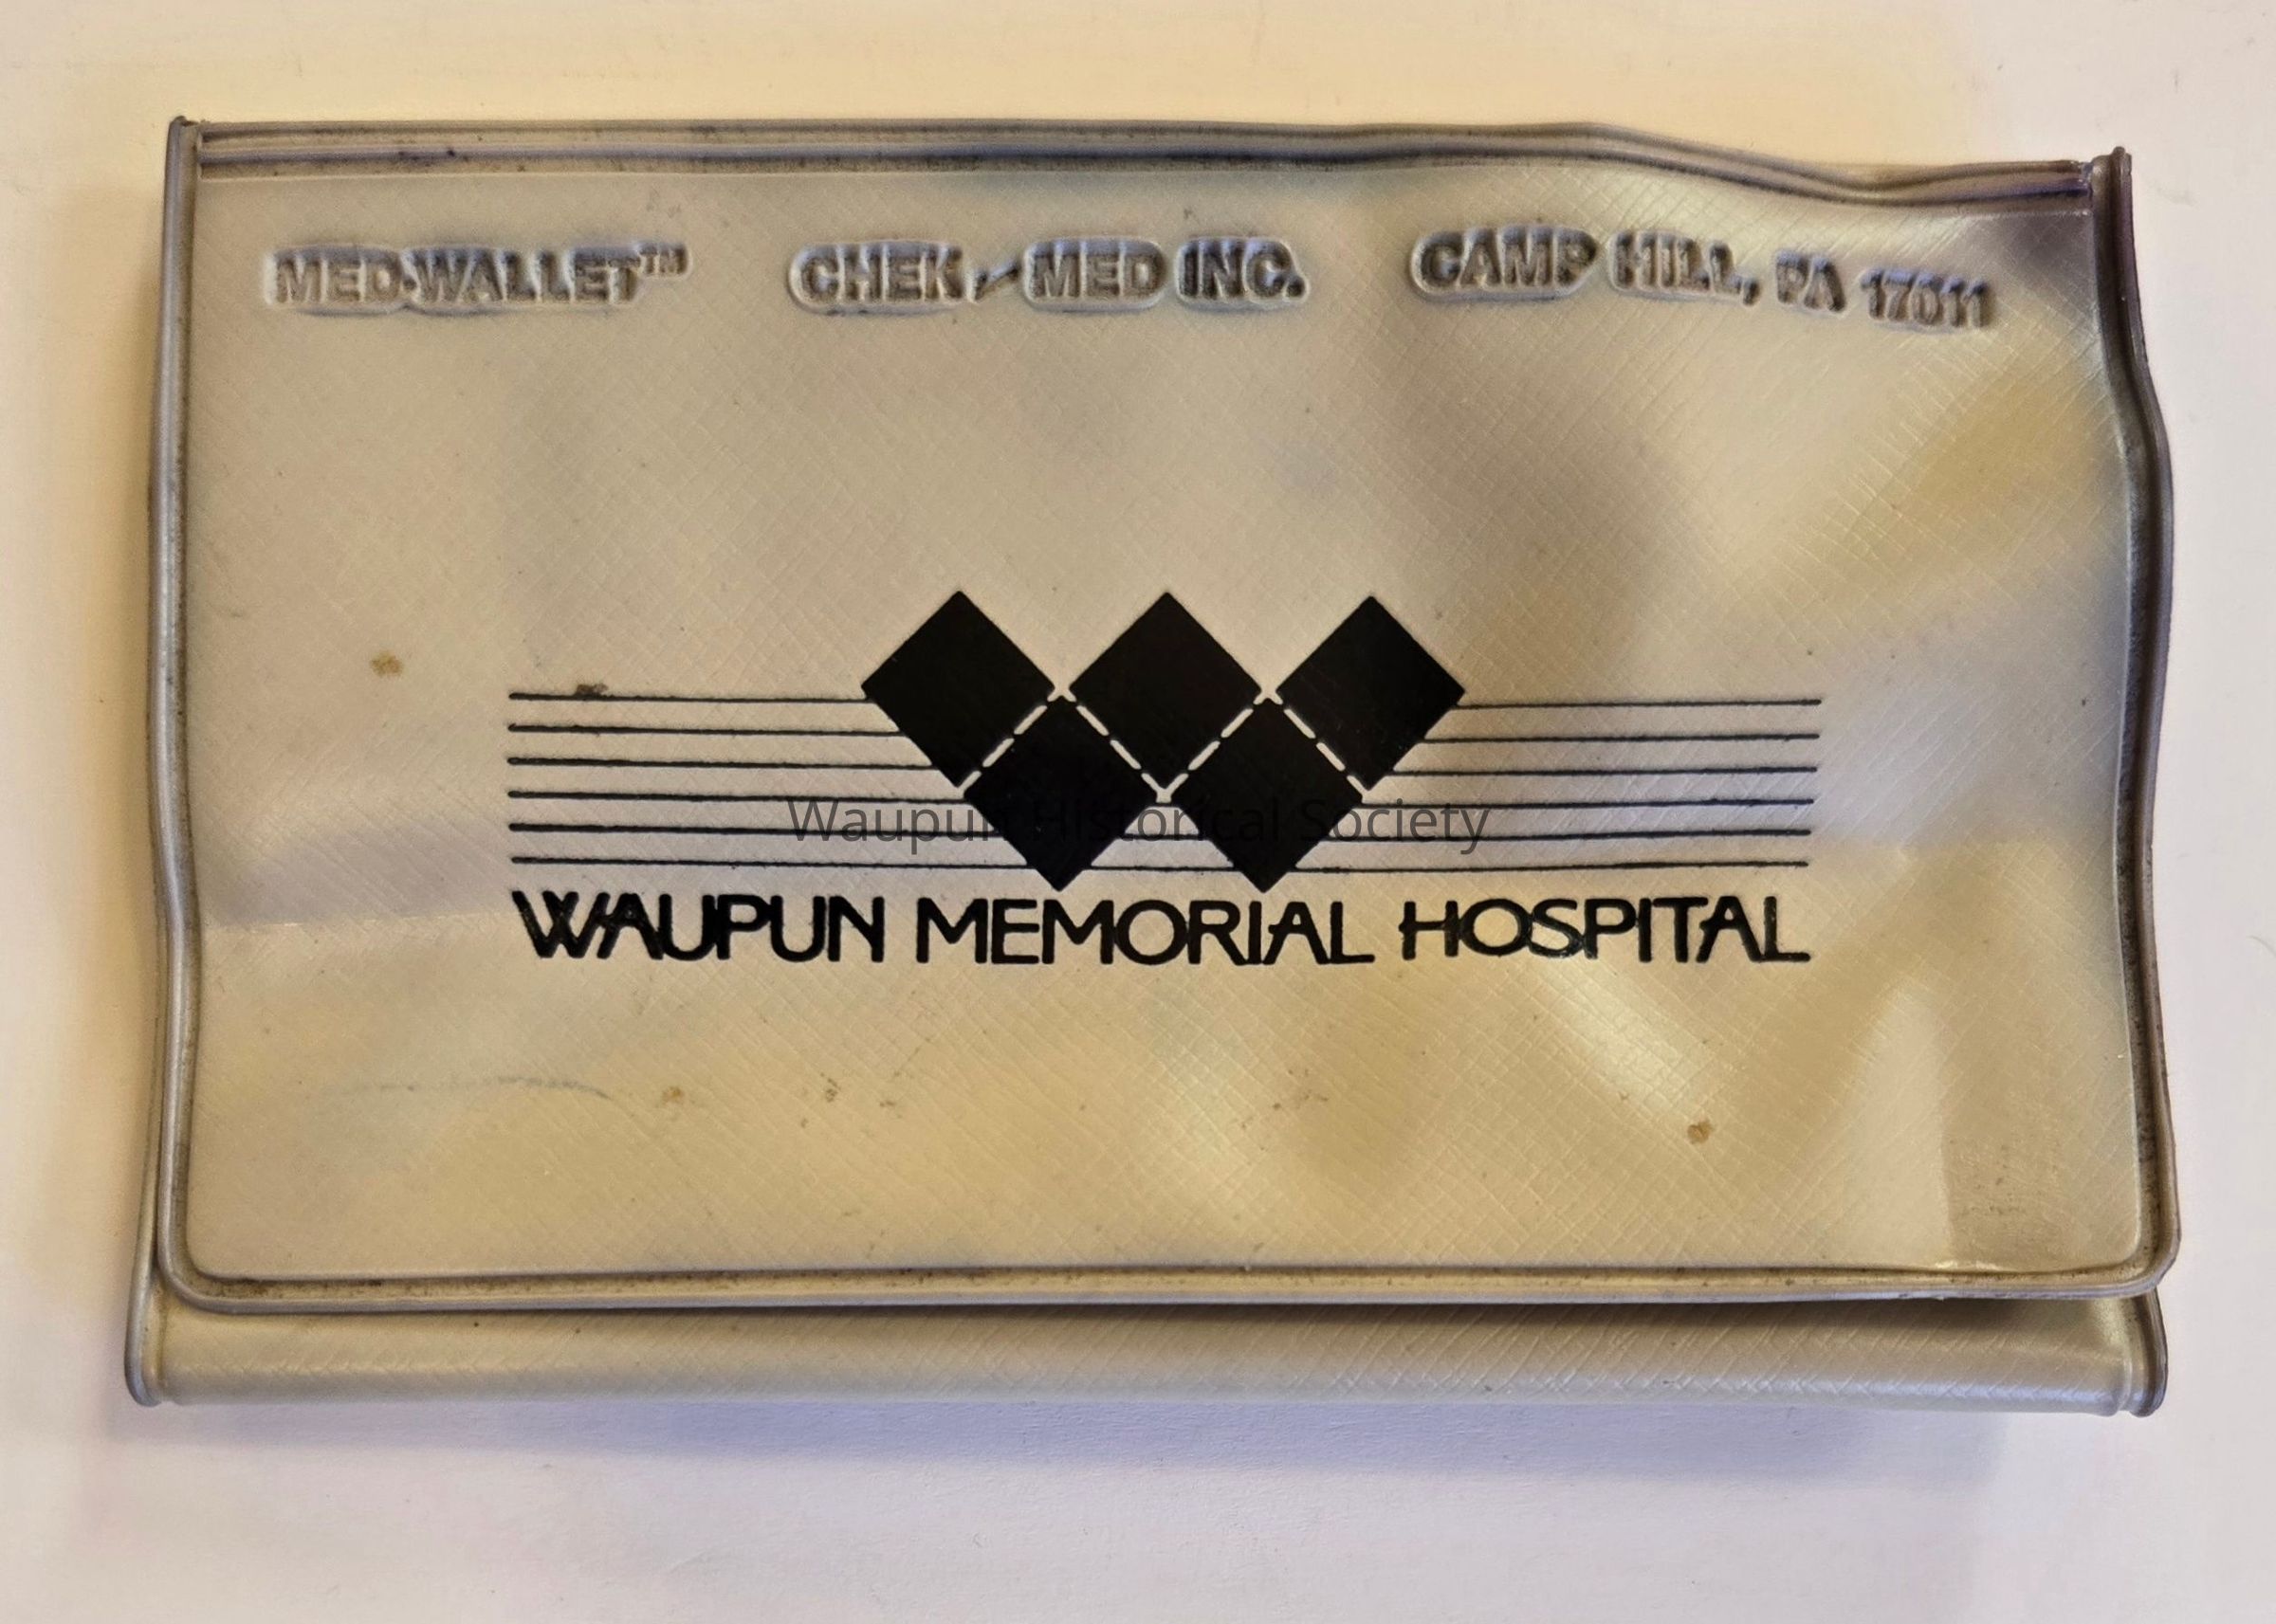 MED-WALLET™ CHEK-MED INC. CAMP HILL, PA 17011
Waupun Historical Society
WAUPUN MEMORIAL HOSPITAL